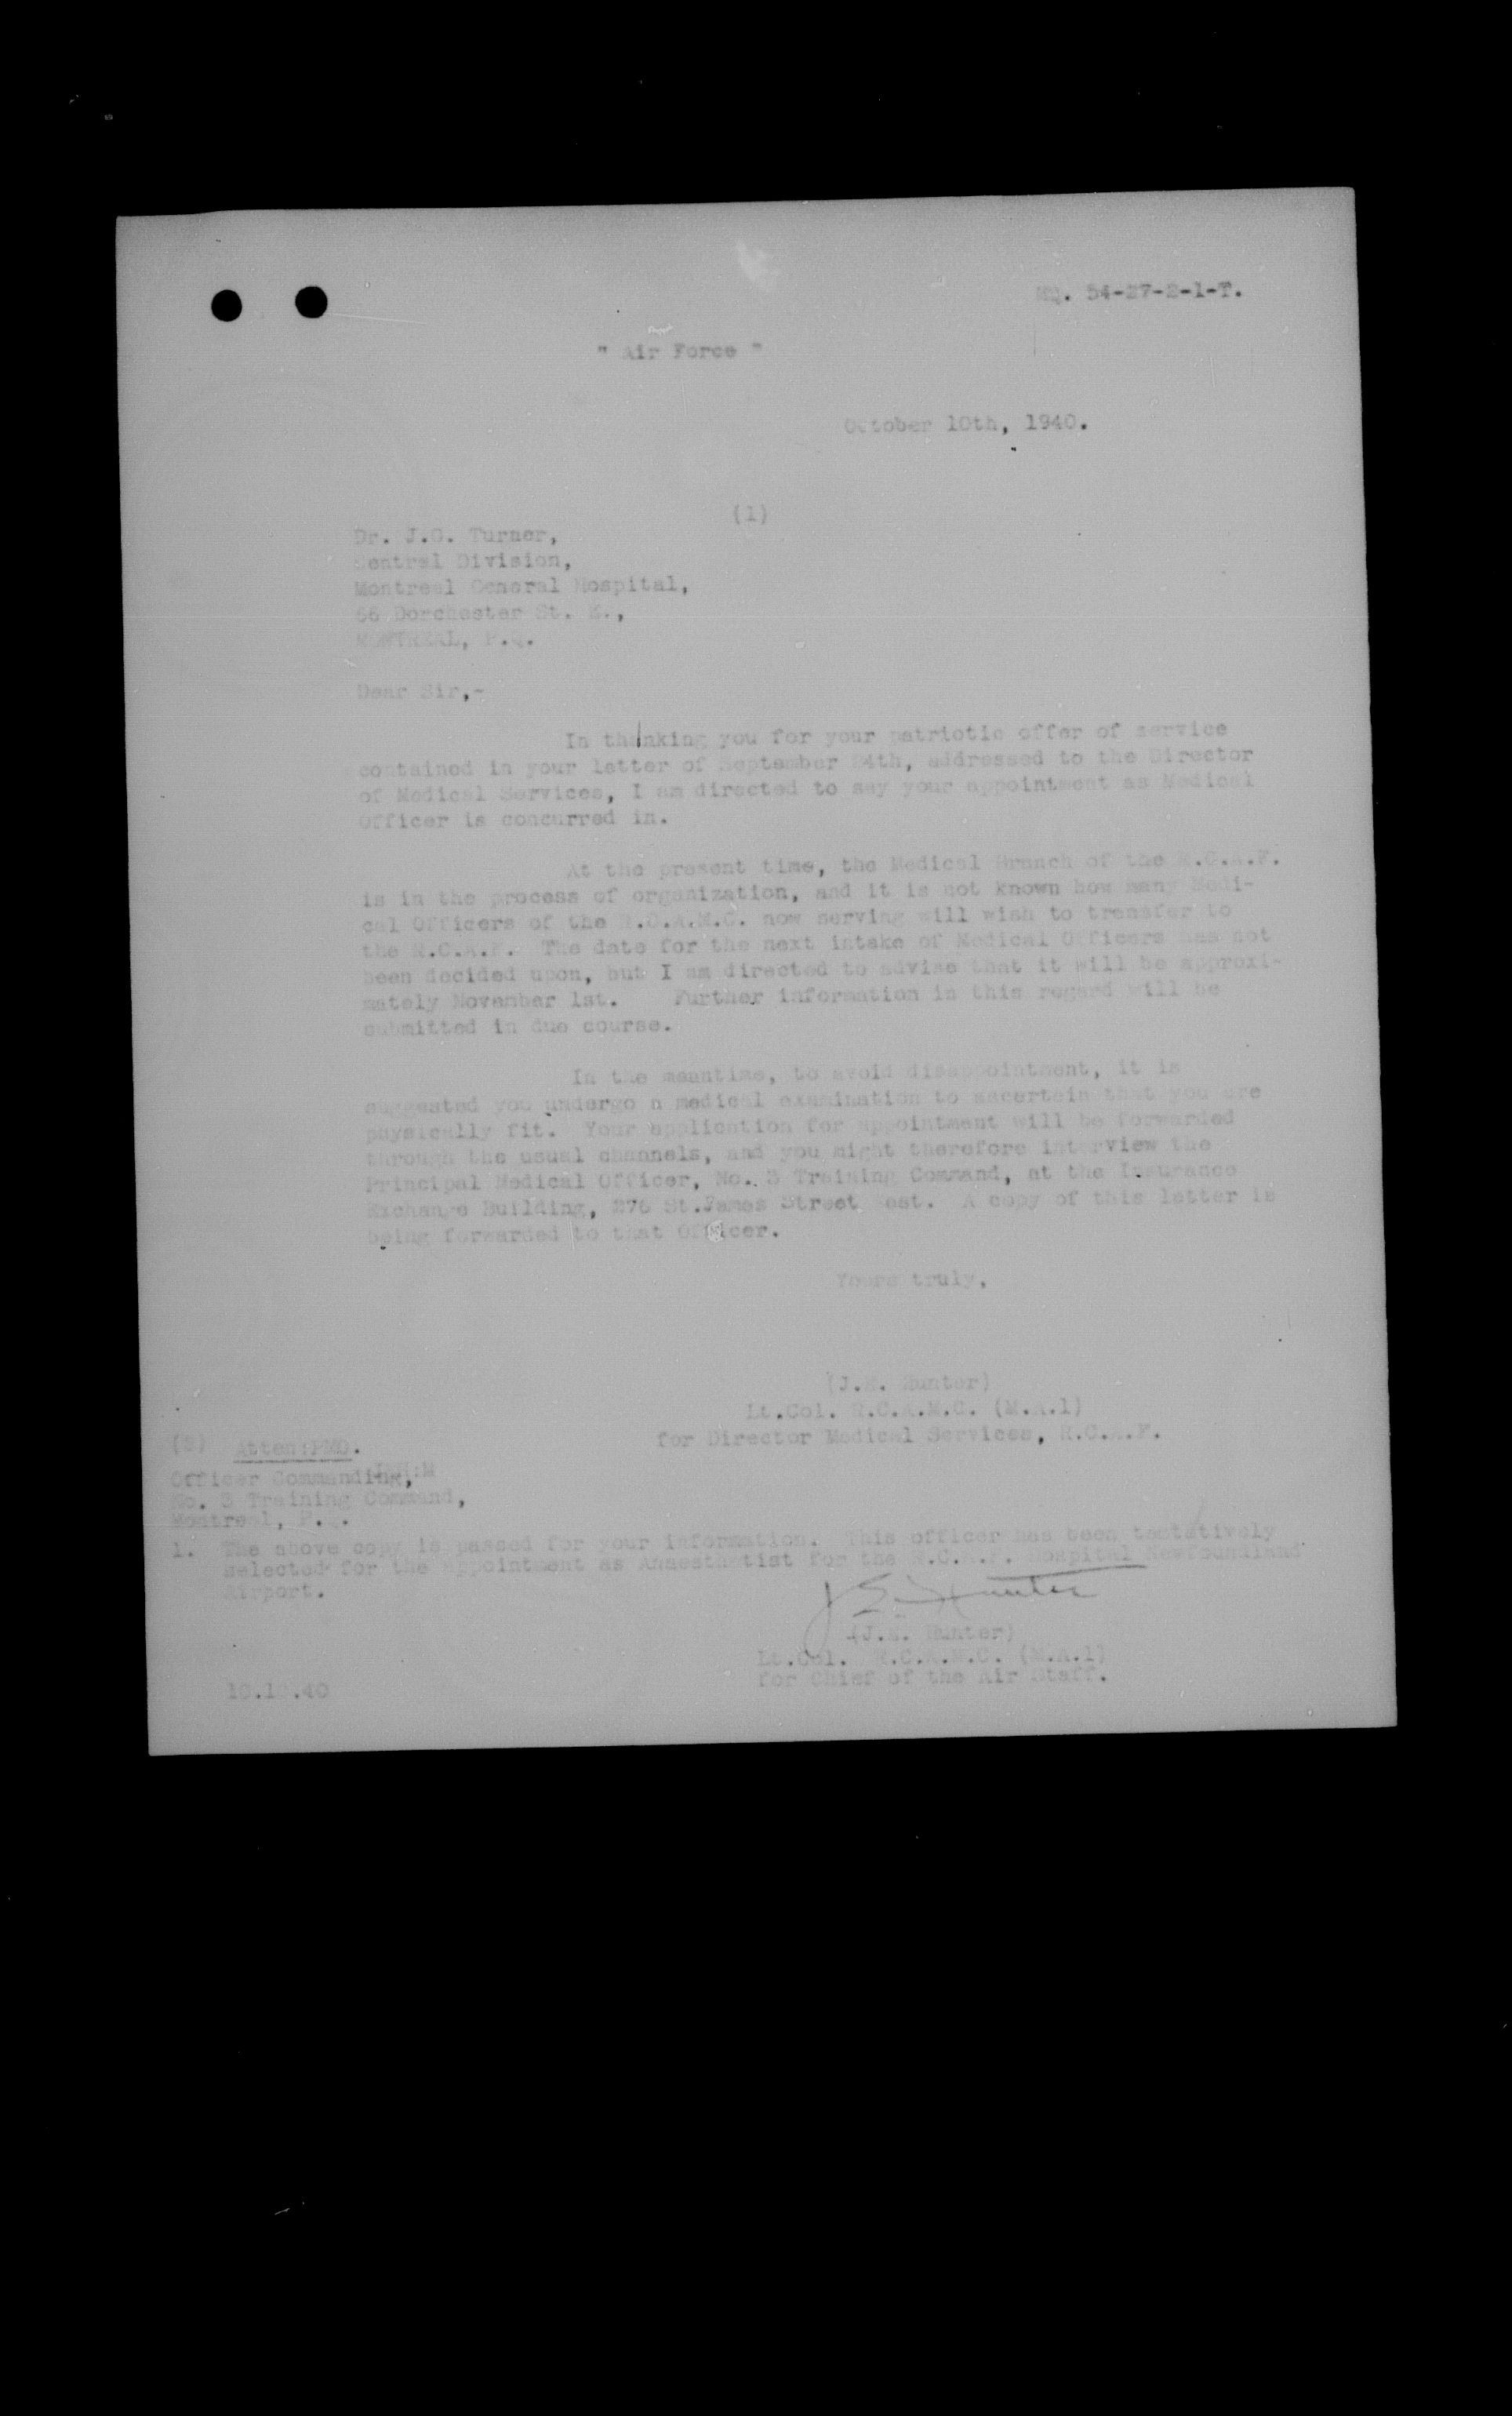 HQ. 54-27-2-1-T.
" Air Force "
October 10th, 1940.
(1)
Dr. J.G. Turner,
Central Division,
Montreal General Hospital,
66 Dorchester St. E.,
MONTREAL, P.Q.
Dear Sir,-
In thanking you for your patriotic offer of service
contained in your letter of September 24th, addressed to the Director
of Medical Services, I am directed to say your appointment as Medical
Officer is concurred in.
At the present time, the Medical Branch of the R.C.A.F.
is in the process of organization, and it is not known how many Medi-
cal Officers of the R.C.A.M.C. now serving will wish to transfer to
the R.C.A.F. The date for the next intake of Medical Officers has not
been decided upon, but I am directed to advise that it will be approxi-
mately November 1st. Further information in this regard will be
submitted in due course.
In the meantime, to avoid disappointment, it is
suggested you undergo a medical examination to ascertain that you are
physically fit. Your application for appointment will be forwarded
through the usual channels, and you might therefore interview the
Principal Medical Officer, No. 3 Training Command, at the Insurance
Exchange Building, 276 St.James Street West. A copy of this letter is
being forwarded to that Officer.
Yours truly,
(J.E. Hunter)
Lt.Col. R.C.A.M.C. (M.A.1)
for Director Medical Services, R.C.A.F.
(2) Atten:PMO.
Officer Commanding,
No. 3 Training Command,
Montreal, P.Q.
1. The above copy is passed for your information. This officer has been tentatively
selected for the appointment as Anaesthetist for the R.C.A.F. Hospital Newfoundland
Airport.
J E Hunter
(J.E. Hunter)
Lt.Col. R.C.A.M.C. (M.A.1)
for Chief of the Air Staff.
10.10.40